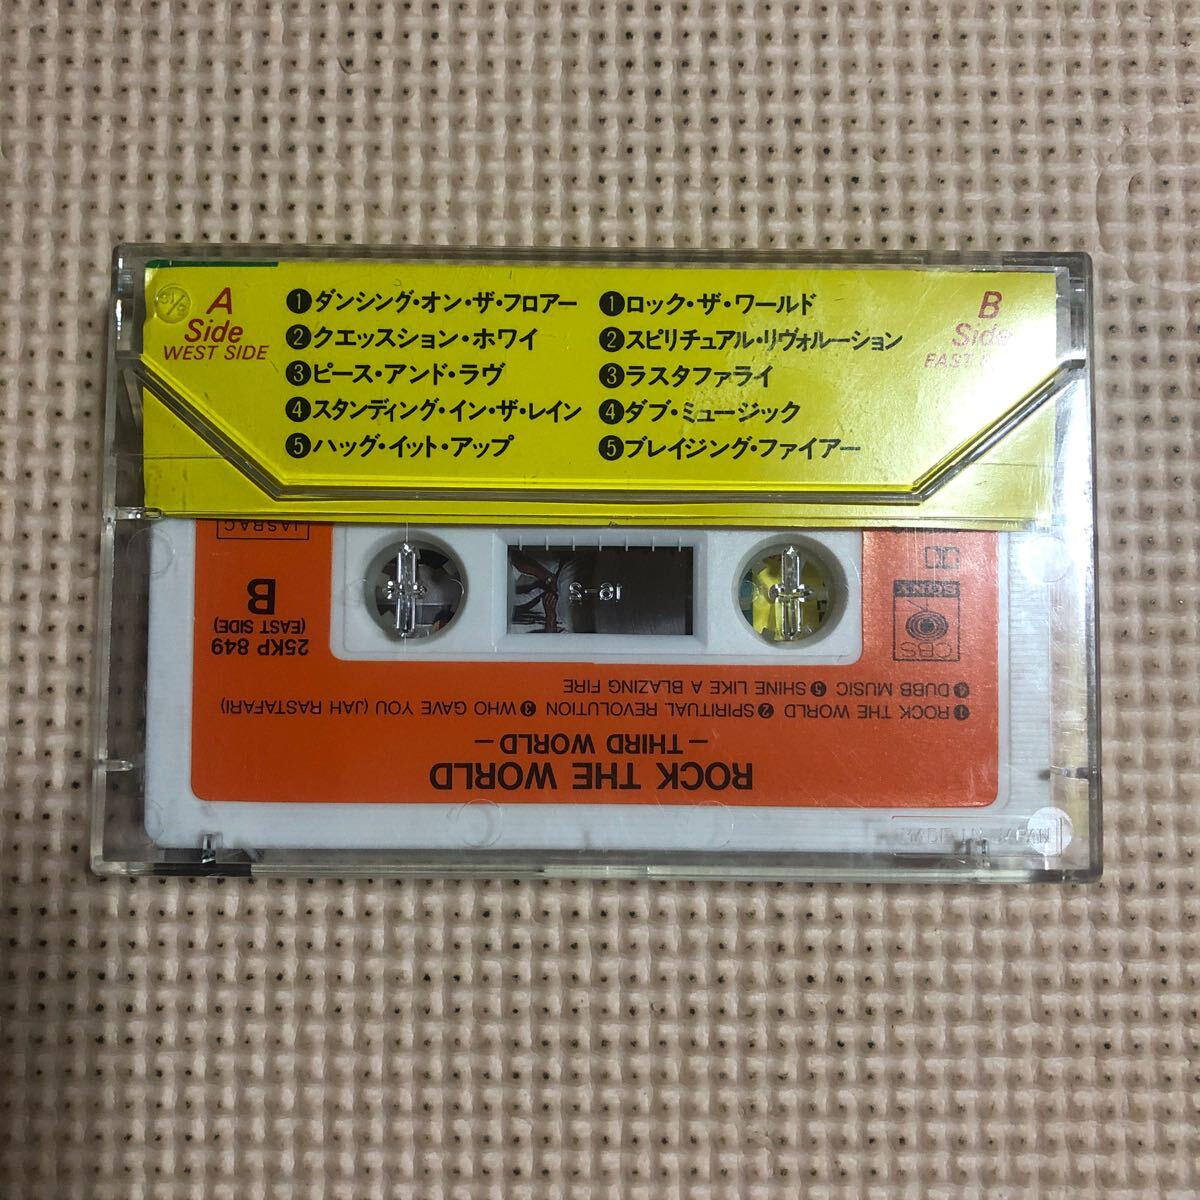 A
Side
WEST SIDE
❶ダンシング・オン・ザ・フロアー
❷クエッスション・ホワイ
❸ピース・アンド・ラヴ
❹スタンディング・イン・ザ・レイン
❺ハッグ・イット・アップ
❶ロック・ザ・ワールド
❷スピリチュアル・リヴォルーション
❸ラスタファライ
❹ダブ・ミュージック
❺ブレイジング・ファイアー
B
Side
EAST
ROCK THE WORLD
— THIRD WORLD —
❶ ROCK THE WORLD ❷ SPIRITUAL REVOLUTION ❸ WHO GAVE YOU (JAH RASTAFARI)
❹ DUBB MUSIC ❺ SHINE LIKE A BLAZING FIRE
CBS
SONY
25KP 849
(EAST SIDE)
B
JASRAC
MADE IN JAPAN